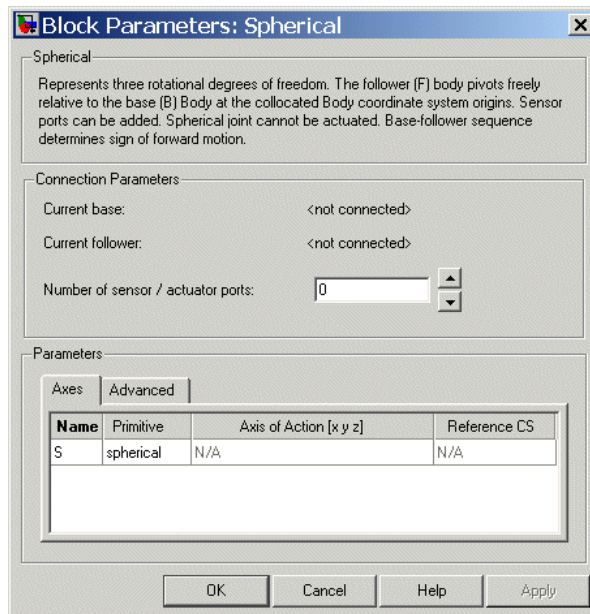 Block Parameters: Spherical
Spherical
Represents three rotational degrees of freedom. The follower (F) body pivots freely
relative to the base (B) Body at the collocated Body coordinate system origins. Sensor
ports can be added. Spherical joint cannot be actuated. Base-follower sequence
determines sign of forward motion.
Connection Parameters
Current base: <not connected>
Current follower: <not connected>
Number of sensor / actuator ports: 0
Parameters
Axes Advanced
Name Primitive Axis of Action [x y z] Reference CS
S spherical N/A N/A
OK Cancel Help Apply